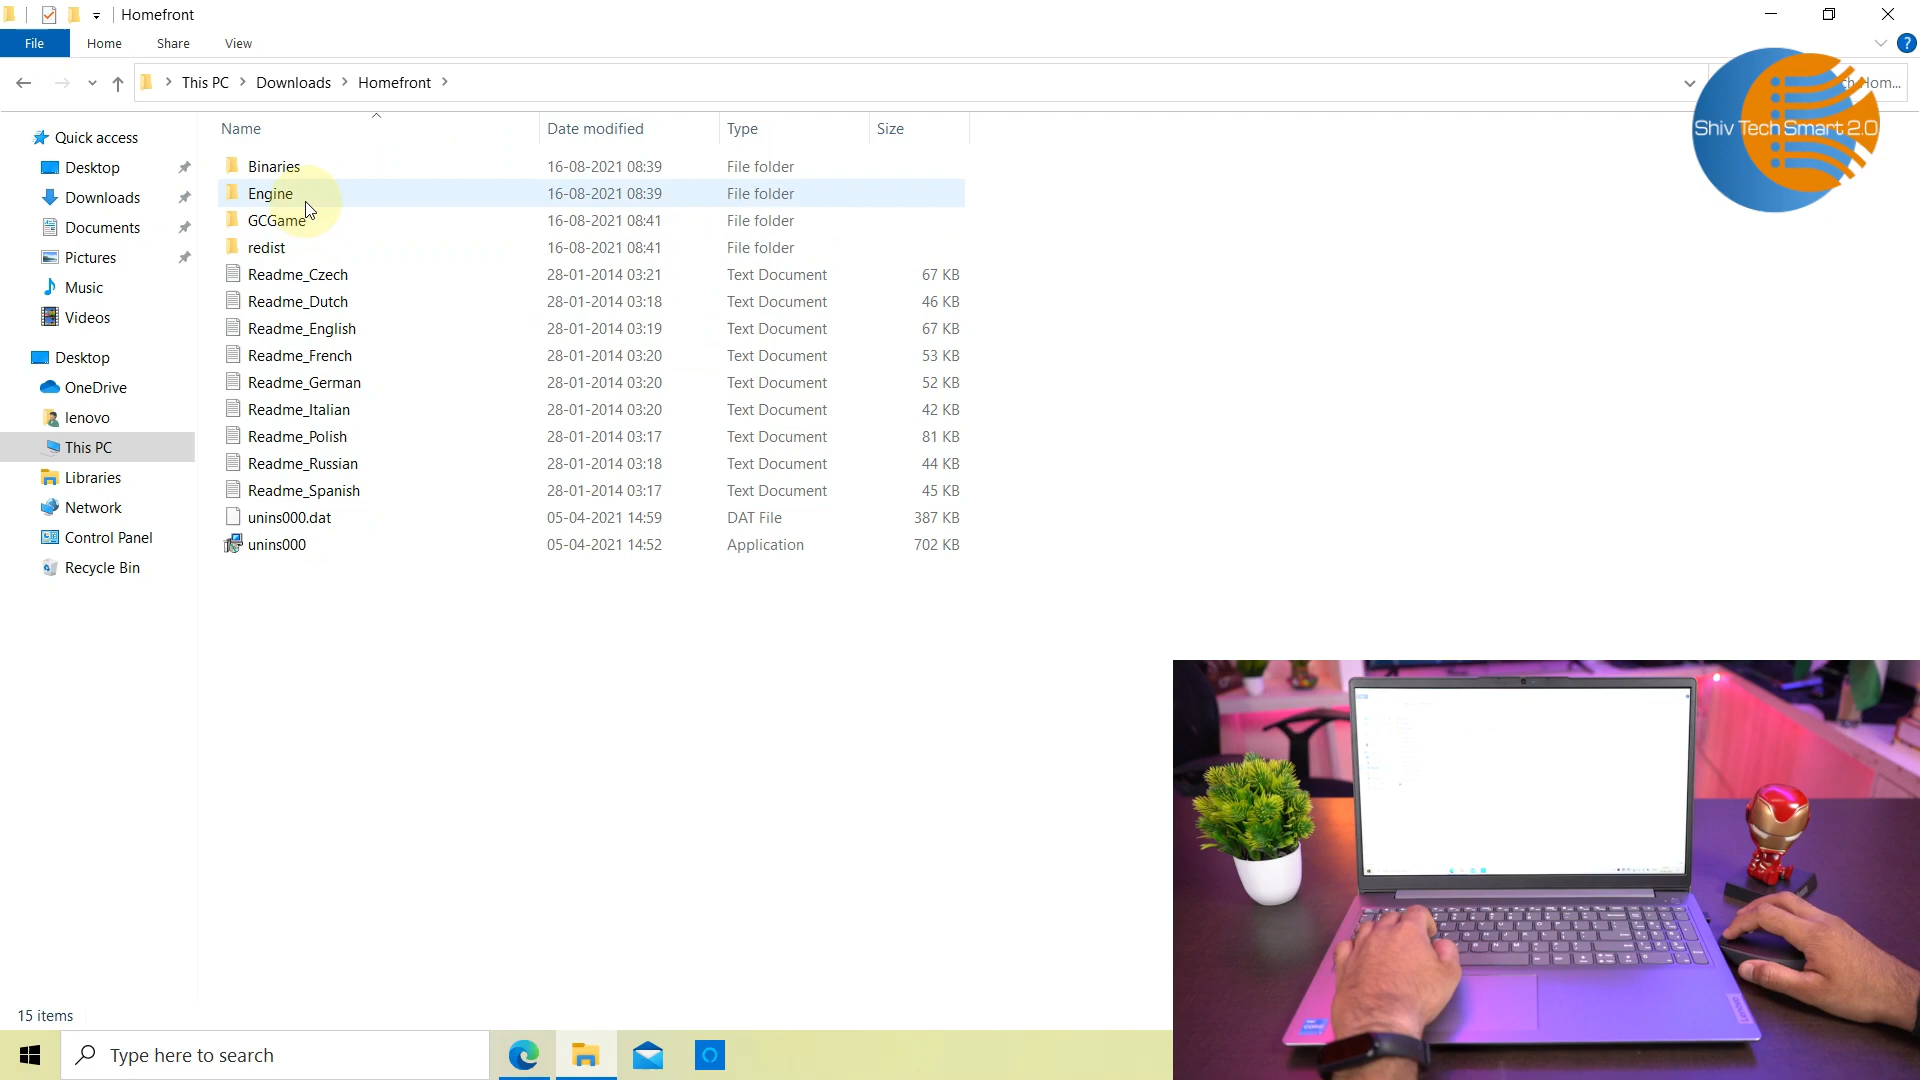 Homefront
File Home Share View ?
This PC Downloads Homefront
Hom...
Shiv Tech Smart 2.0
Name Date modified Type Size
Quick access
Desktop
Downloads
Documents
Pictures
Music
Videos
Desktop
OneDrive
lenovo
This PC
Libraries
Network
Control Panel
Recycle Bin
Binaries 16-08-2021 08:39 File folder
Engine 16-08-2021 08:39 File folder
GCGame 16-08-2021 08:41 File folder
redist 16-08-2021 08:41 File folder
Readme_Czech 28-01-2014 03:21 Text Document 67 KB
Readme_Dutch 28-01-2014 03:18 Text Document 46 KB
Readme_English 28-01-2014 03:19 Text Document 67 KB
Readme_French 28-01-2014 03:20 Text Document 53 KB
Readme_German 28-01-2014 03:20 Text Document 52 KB
Readme_Italian 28-01-2014 03:20 Text Document 42 KB
Readme_Polish 28-01-2014 03:17 Text Document 81 KB
Readme_Russian 28-01-2014 03:18 Text Document 44 KB
Readme_Spanish 28-01-2014 03:17 Text Document 45 KB
unins000.dat 05-04-2021 14:59 DAT File 387 KB
unins000 05-04-2021 14:52 Application 702 KB
15 items
Type here to search
Lenovo